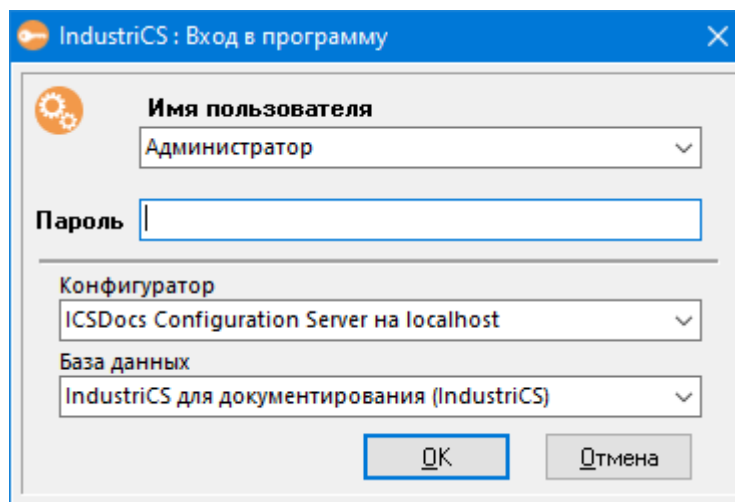 IndustriCS : Вход в программу
Имя пользователя
Администратор
Пароль
Конфигуратор
ICSDocs Configuration Server на localhost
База данных
IndustriCS для документирования (IndustriCS)
OK Отмена